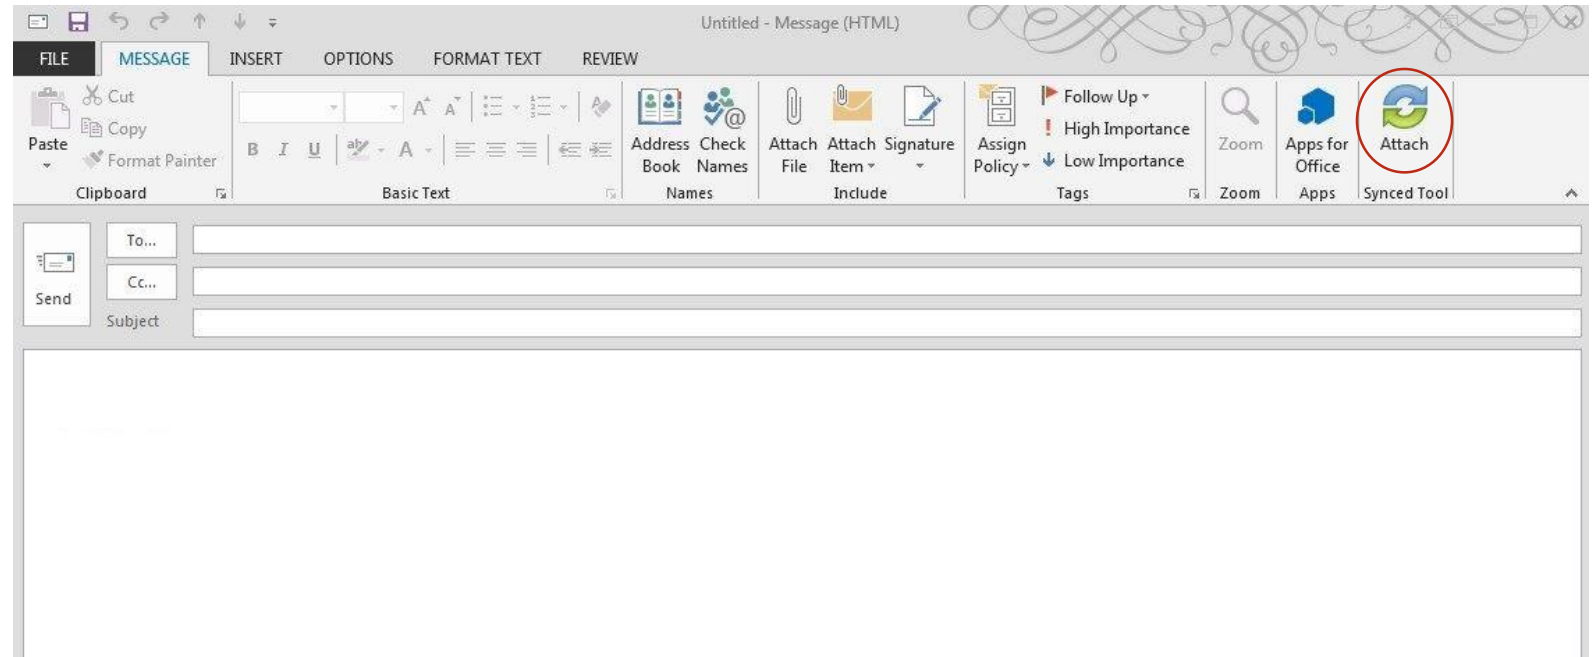 Untitled - Message (HTML)
FILE MESSAGE INSERT OPTIONS FORMAT TEXT REVIEW
Paste
Cut
Copy
Format Painter
Clipboard
B I U ab A
A A
Basic Text
Address Book
Check Names
Names
Attach File
Attach Item
Signature
Include
Assign Policy
Follow Up
High Importance
Low Importance
Tags
Zoom
Zoom
Apps for Office
Apps
Attach
Synced Tool
Send
To...
Cc...
Subject